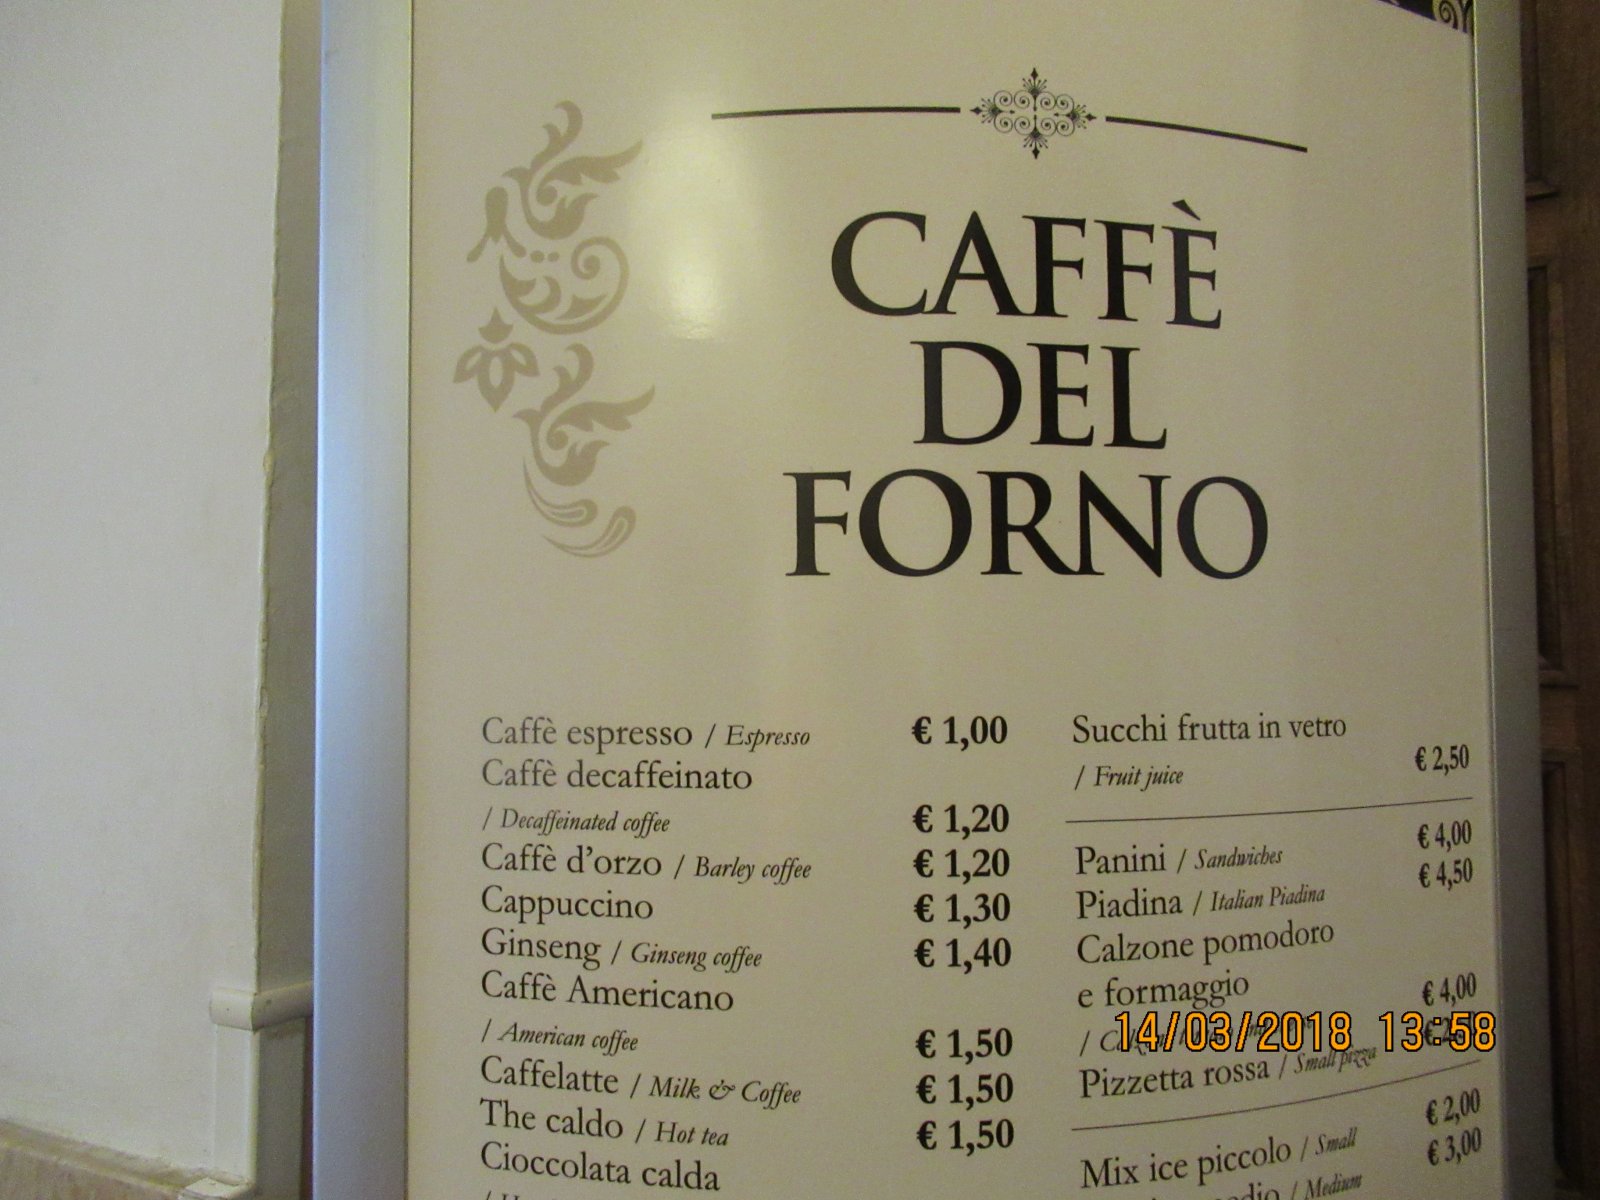 CAFFÈ
DEL
FORNO
Caffè espresso / Espresso € 1,00
Caffè decaffeinato
/ Decaffeinated coffee € 1,20
Caffè d'orzo / Barley coffee € 1,20
Cappuccino € 1,30
Ginseng / Ginseng coffee € 1,40
Caffè Americano
/ American coffee € 1,50
Caffelatte / Milk & Coffee € 1,50
The caldo / Hot tea € 1,50
Cioccolata calda
Succhi frutta in vetro
/ Fruit juice € 2,50
Panini / Sandwiches € 4,00
Piadina / Italian Piadina € 4,50
Calzone pomodoro
e formaggio
/ € 4,00
Pizzetta rossa / Small pizza
Mix ice piccolo / Small € 2,00
/ Medium € 3,00
14/03/2018 13:58